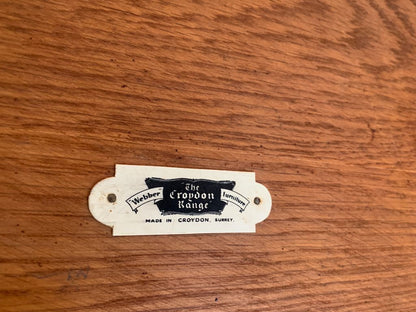 The
Webber Croydon Furniture
Range
MADE IN CROYDON, SURREY.